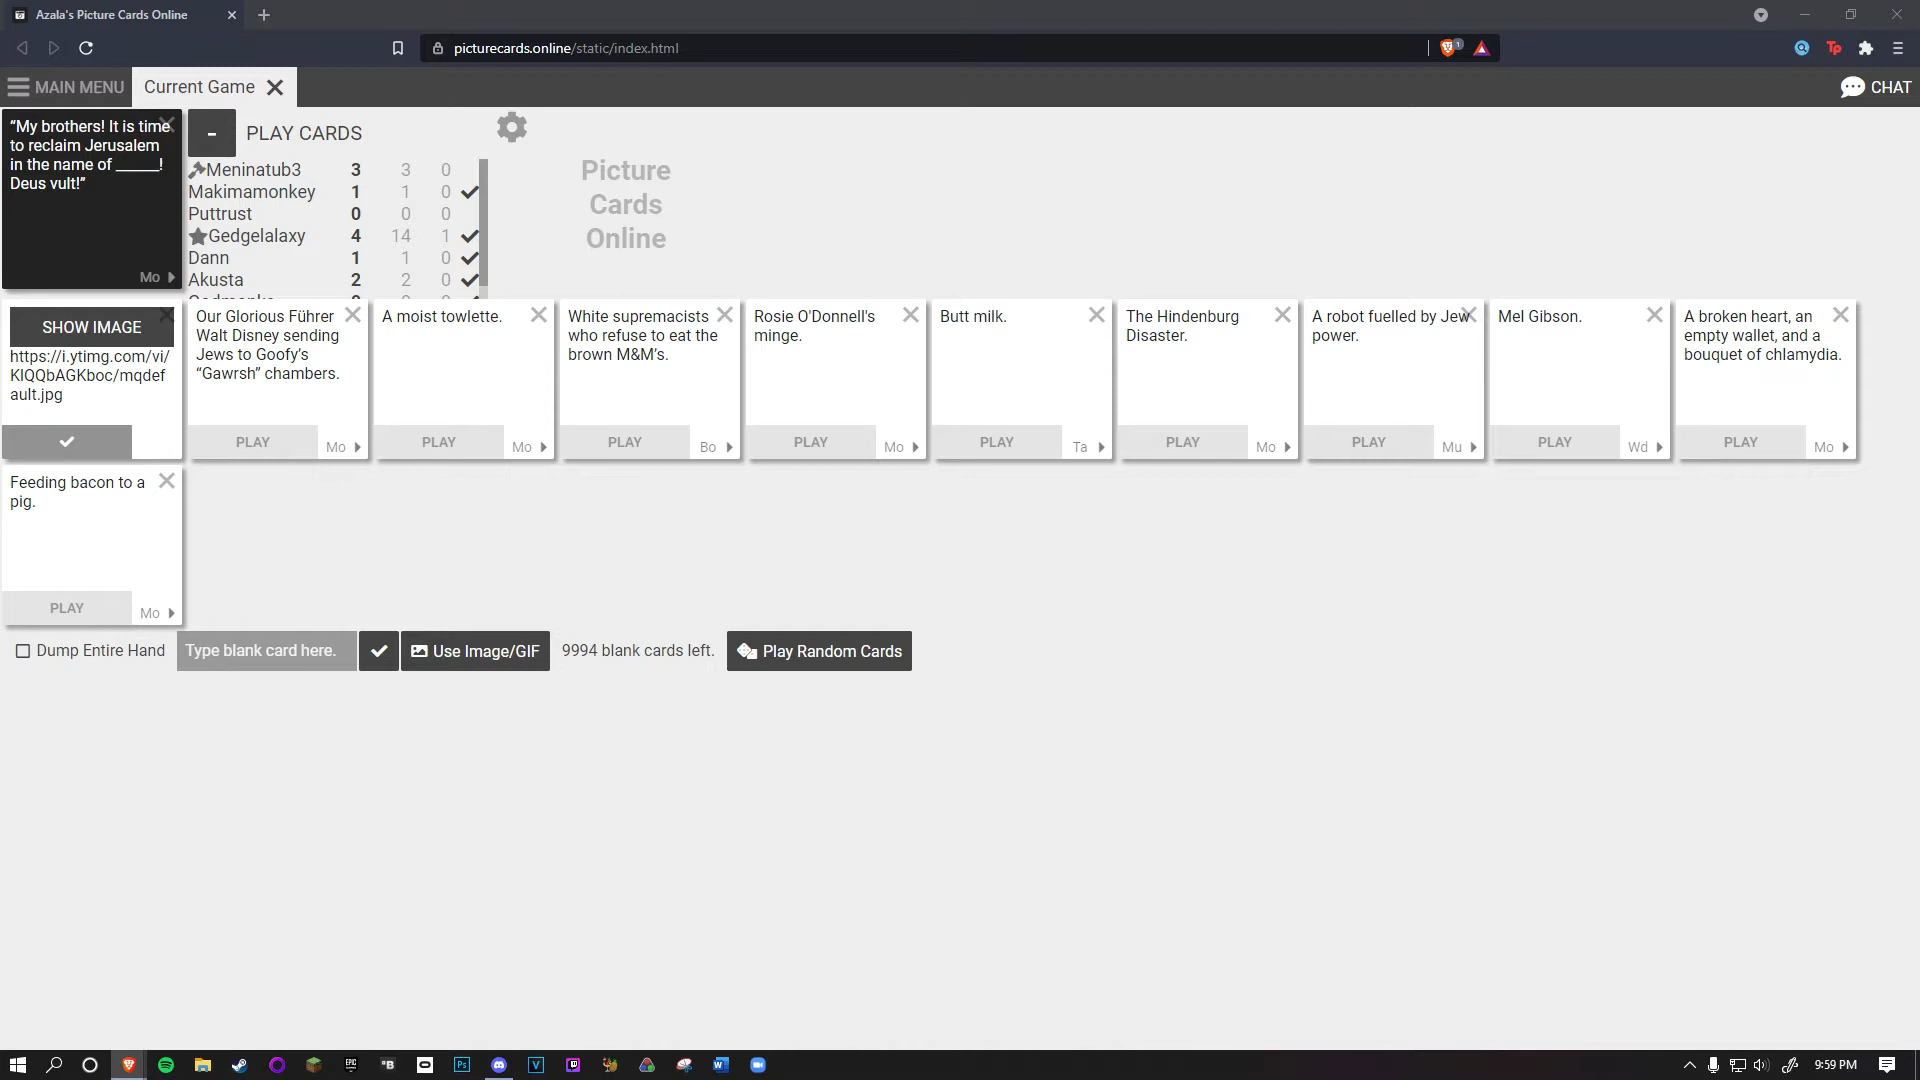 Azala's Picture Cards Online
picturecards.online/static/index.html
1
Tp
MAIN MENU
Current Game
CHAT
“My brothers! It is time
to reclaim Jerusalem
in the name of ______!
Deus vult!”
Mo
-
PLAY CARDS
Meninatub3 3 3 0
Makimamonkey 1 1 0
Puttrust 0 0 0
Gedgelalaxy 4 14 1
Dann 1 1 0
Akusta 2 2 0
Picture
Cards
Online
SHOW IMAGE
https://i.ytimg.com/vi/
KIQQbAGKboc/mqdef
ault.jpg
Our Glorious Führer
Walt Disney sending
Jews to Goofy’s
“Gawrsh” chambers.
PLAY
Mo
A moist towlette.
PLAY
Mo
White supremacists
who refuse to eat the
brown M&M’s.
PLAY
Bo
Rosie O'Donnell's
minge.
PLAY
Mo
Butt milk.
PLAY
Ta
The Hindenburg
Disaster.
PLAY
Mo
A robot fuelled by Jew
power.
PLAY
Mu
Mel Gibson.
PLAY
Wd
A broken heart, an
empty wallet, and a
bouquet of chlamydia.
PLAY
Mo
Feeding bacon to a
pig.
PLAY
Mo
Dump Entire Hand
Type blank card here.
Use Image/GIF
9994 blank cards left.
Play Random Cards
EPIC
B
Ps
V
W
9:59 PM